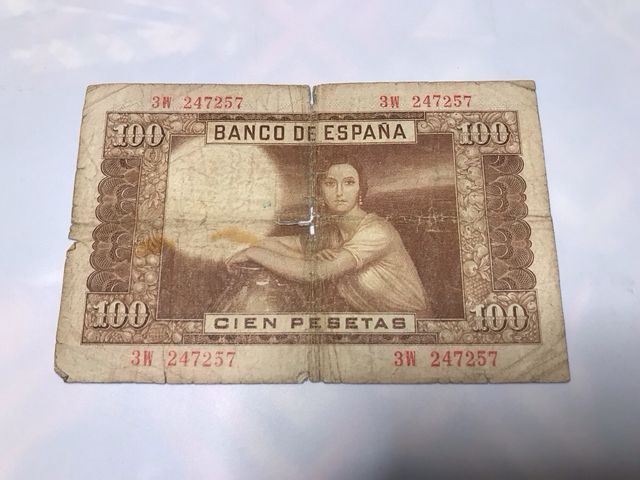 3W 247257 3W 247257
100 BANCO DE ESPAÑA 100
100 CIEN PESETAS 100
3W 247257 3W 247257